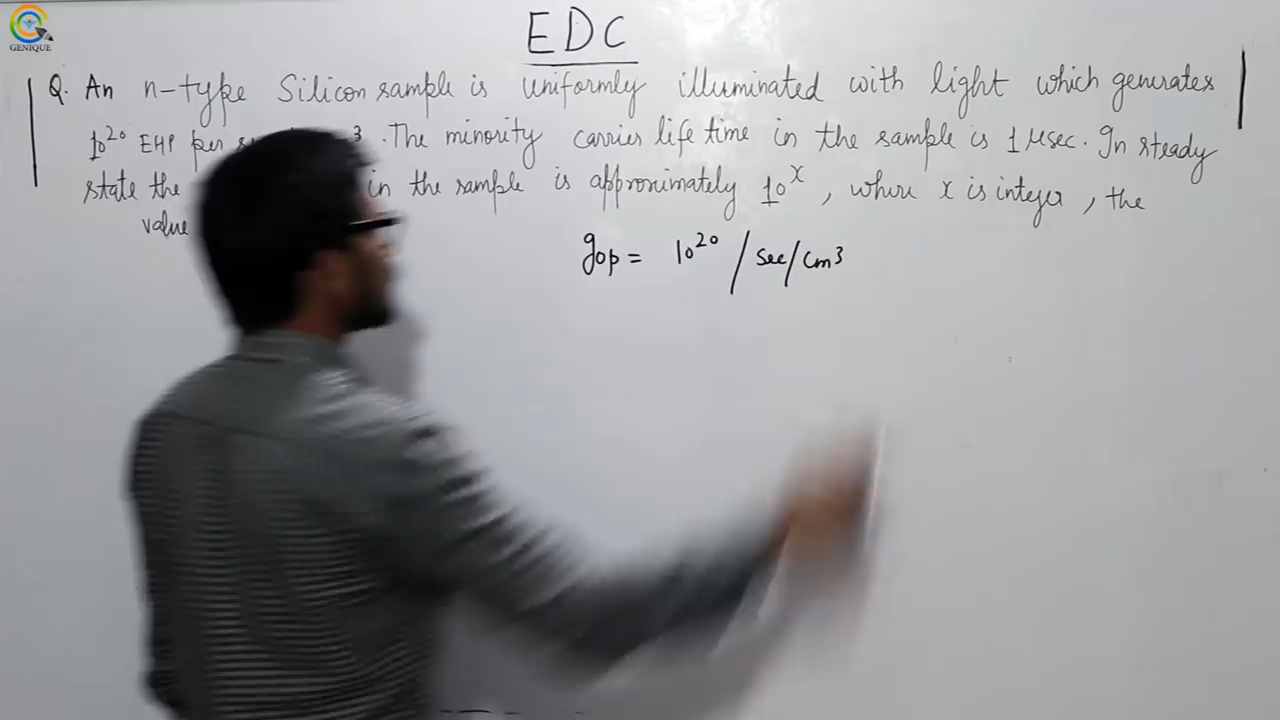 GENIQUE
EDC
Q. An n-type Silicon sample is uniformly illuminated with light which generates
10²⁰ EHP per ³. The minority carrier life time in the sample is 1 μsec. In steady
state the in the sample is approximately 10ˣ, where x is integer, the
value
gop = 10²⁰ / sec/cm³